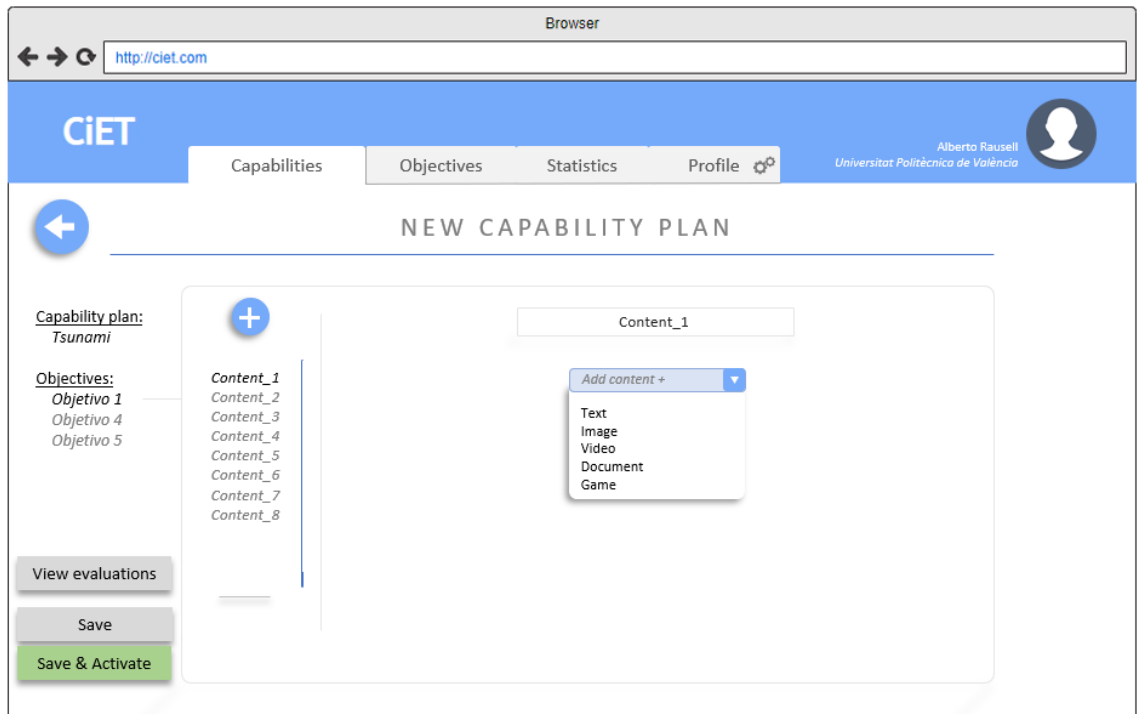 Browser
http://ciet.com
CiET
Alberto Rausell
Universitat Politècnica de València
Capabilities
Objectives
Statistics
Profile
NEW CAPABILITY PLAN
Capability plan:
Tsunami
Objectives:
Objetivo 1
Objetivo 4
Objetivo 5
View evaluations
Save
Save & Activate
Content_1
Content_2
Content_3
Content_4
Content_5
Content_6
Content_7
Content_8
Content_1
Add content +
Text
Image
Video
Document
Game